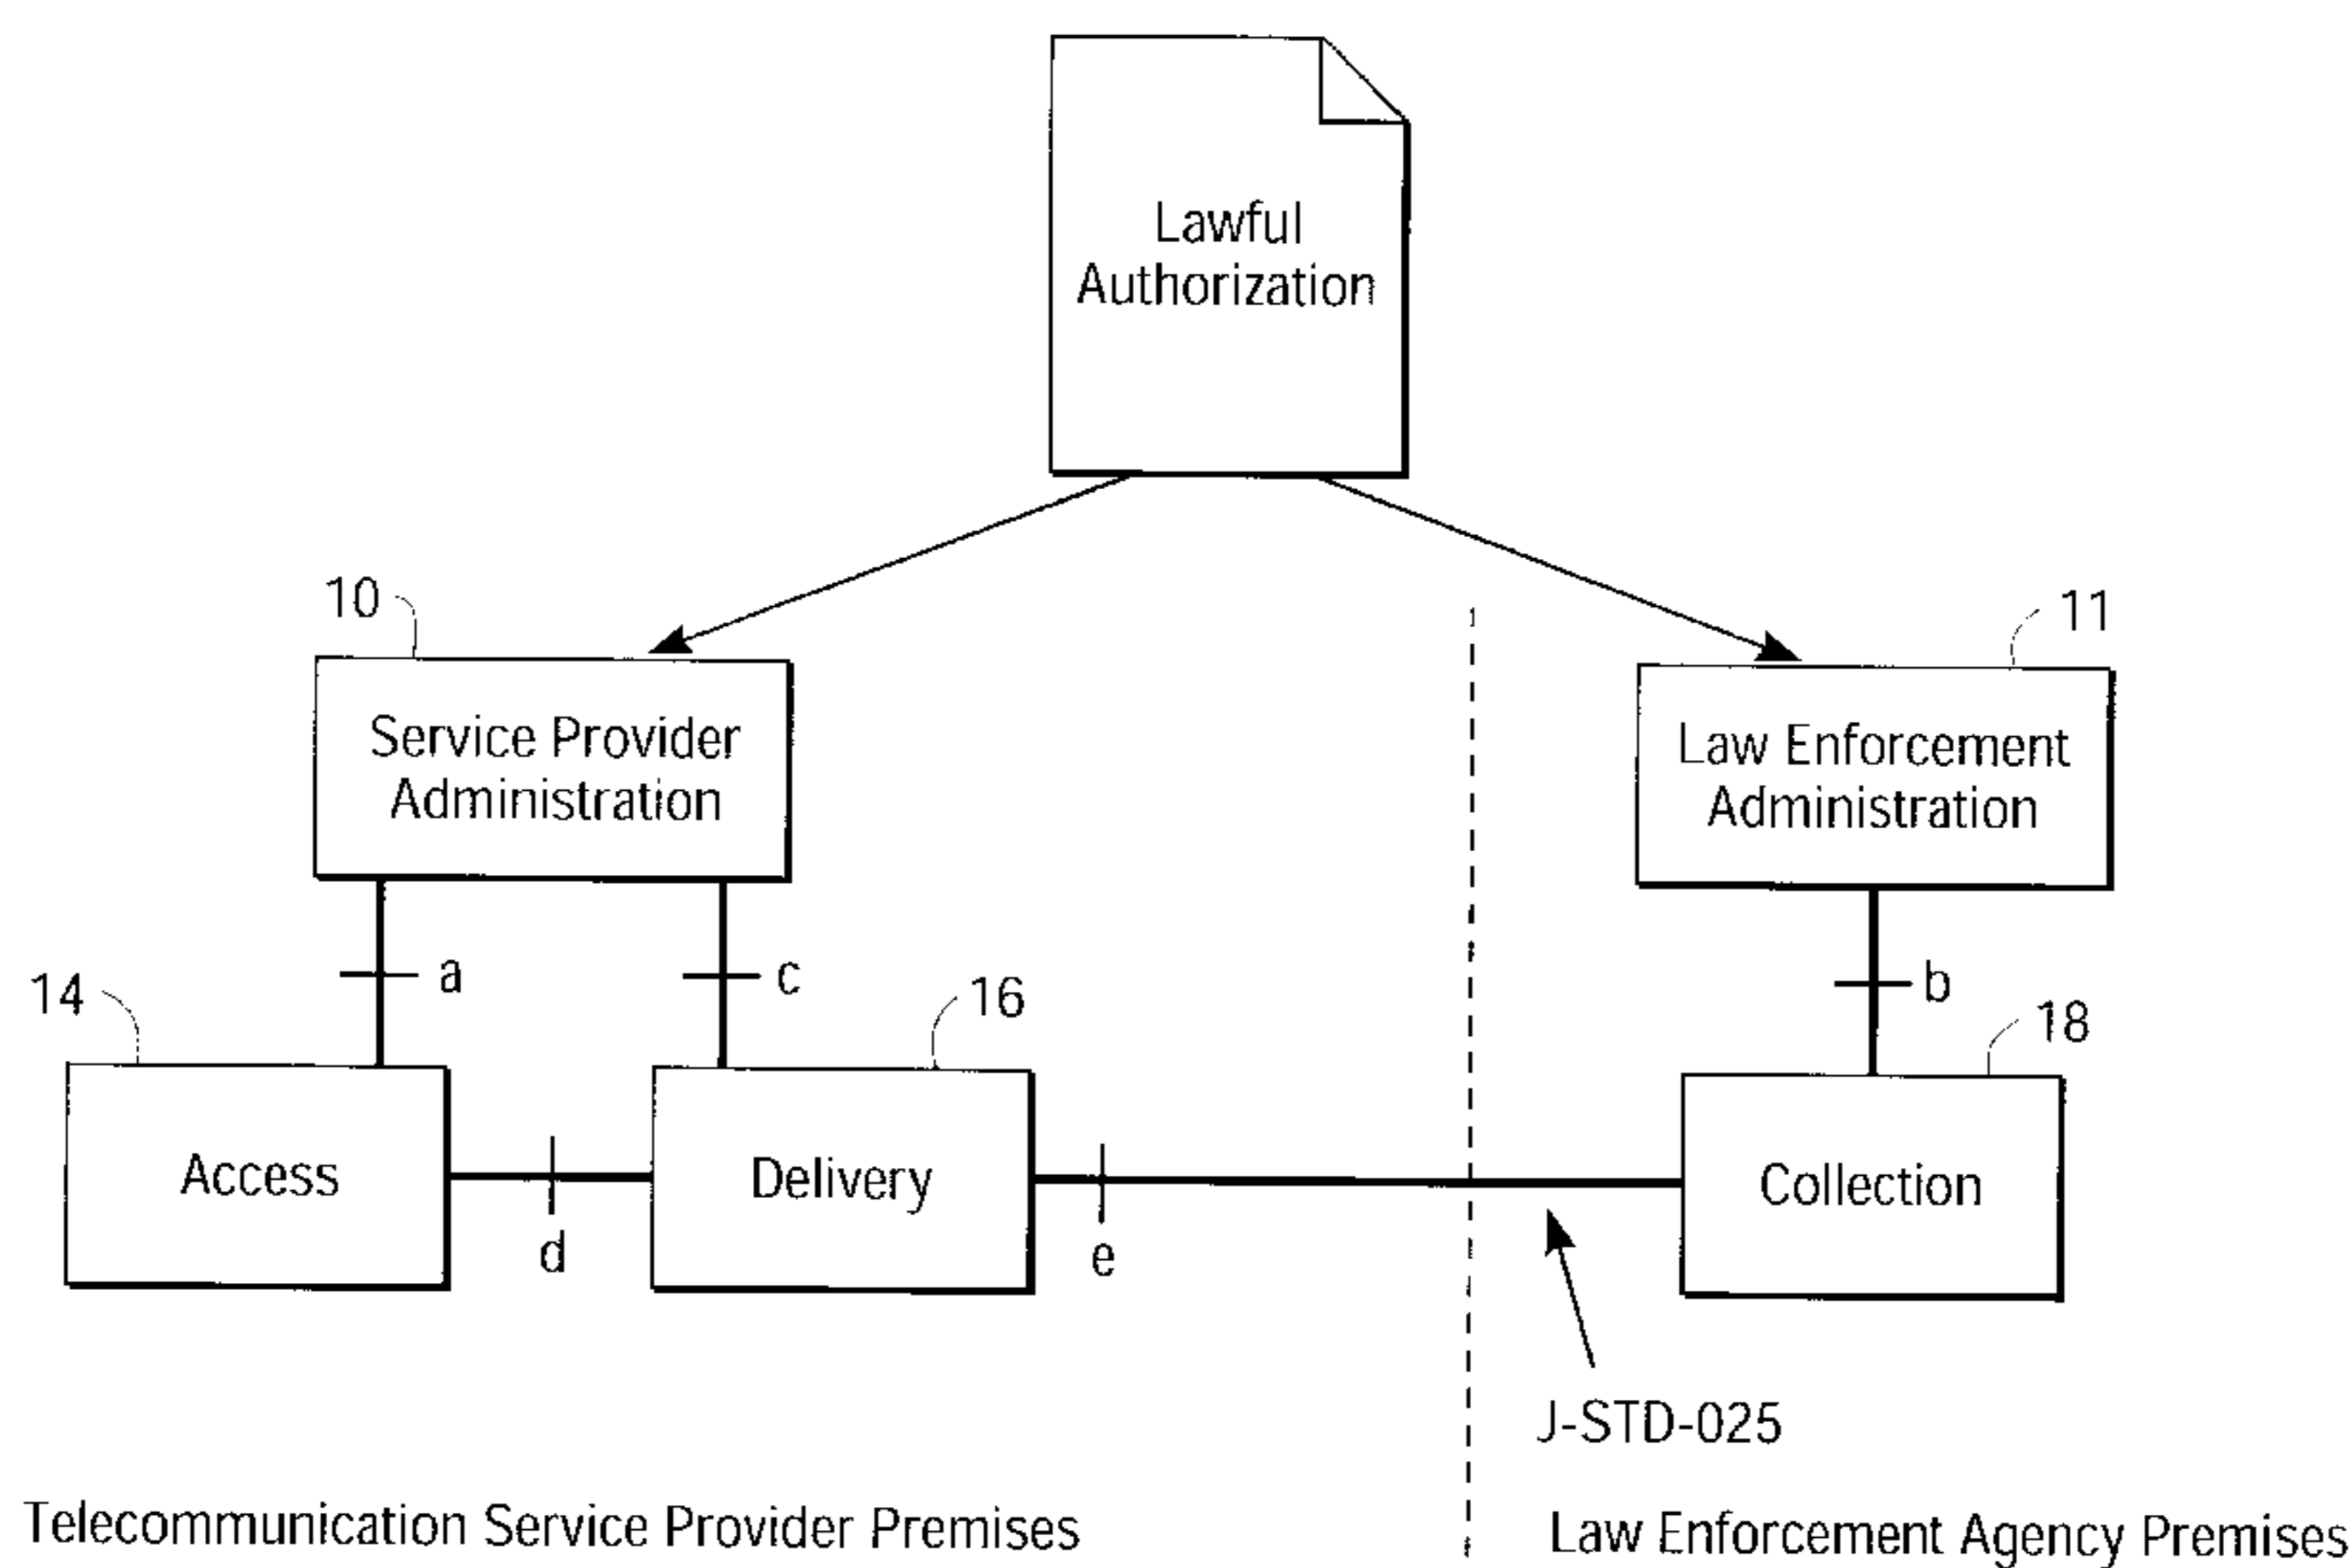 Lawful
Authorization
10
11
Service Provider
Administration
Law Enforcement
Administration
a
c
b
14
16
18
Access
Delivery
Collection
d
e
J-STD-025
Telecommunication Service Provider Premises
Law Enforcement Agency Premises